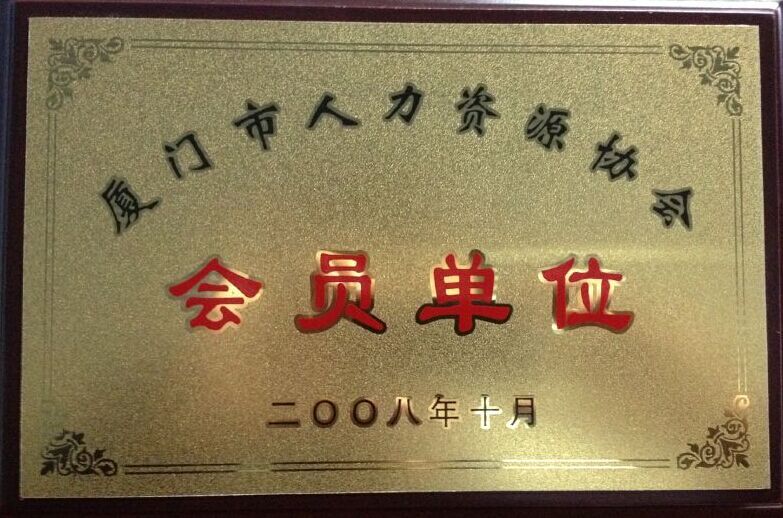 厦门市人力资源协会
会员单位
二〇〇八年十月